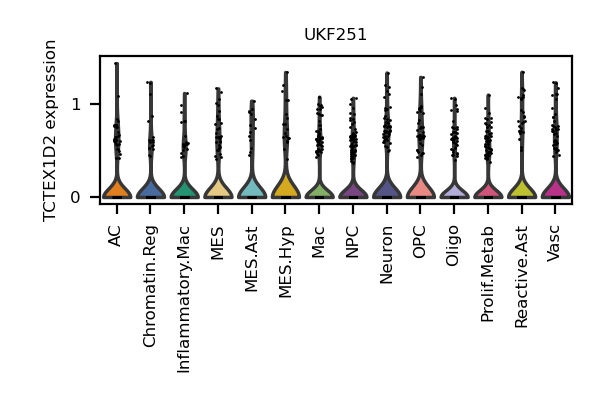 UKF251
TCTEX1D2 expression
1
0
AC
Chromatin.Reg
Inflammatory.Mac
MES
MES.Ast
MES.Hyp
Mac
NPC
Neuron
OPC
Oligo
Prolif.Metab
Reactive.Ast
Vasc